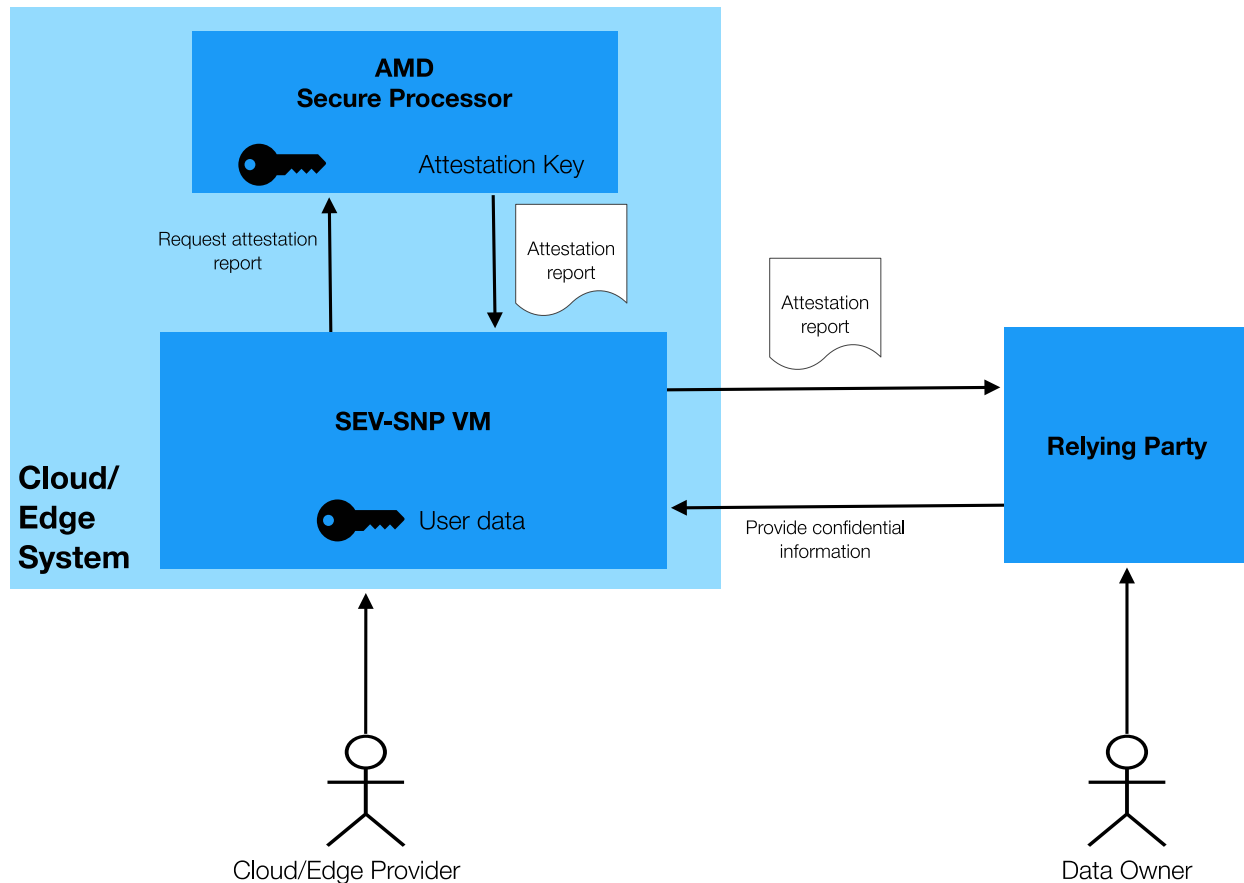 AMD
Secure Processor
Attestation Key
Request attestation
report
Attestation
report
Attestation
report
SEV-SNP VM
User data
Cloud/
Edge
System
Relying Party
Provide confidential
information
Cloud/Edge Provider
Data Owner